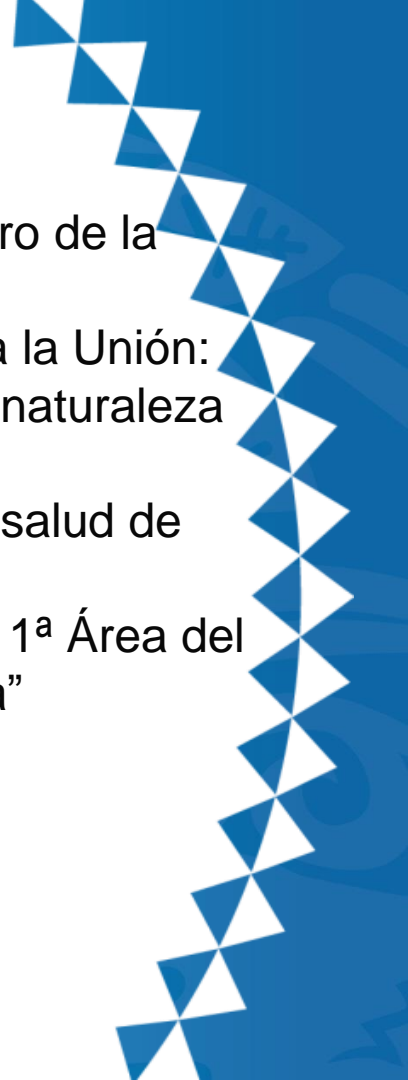 ro de la
a la Unión:
naturaleza
salud de
1ª Área del
a”